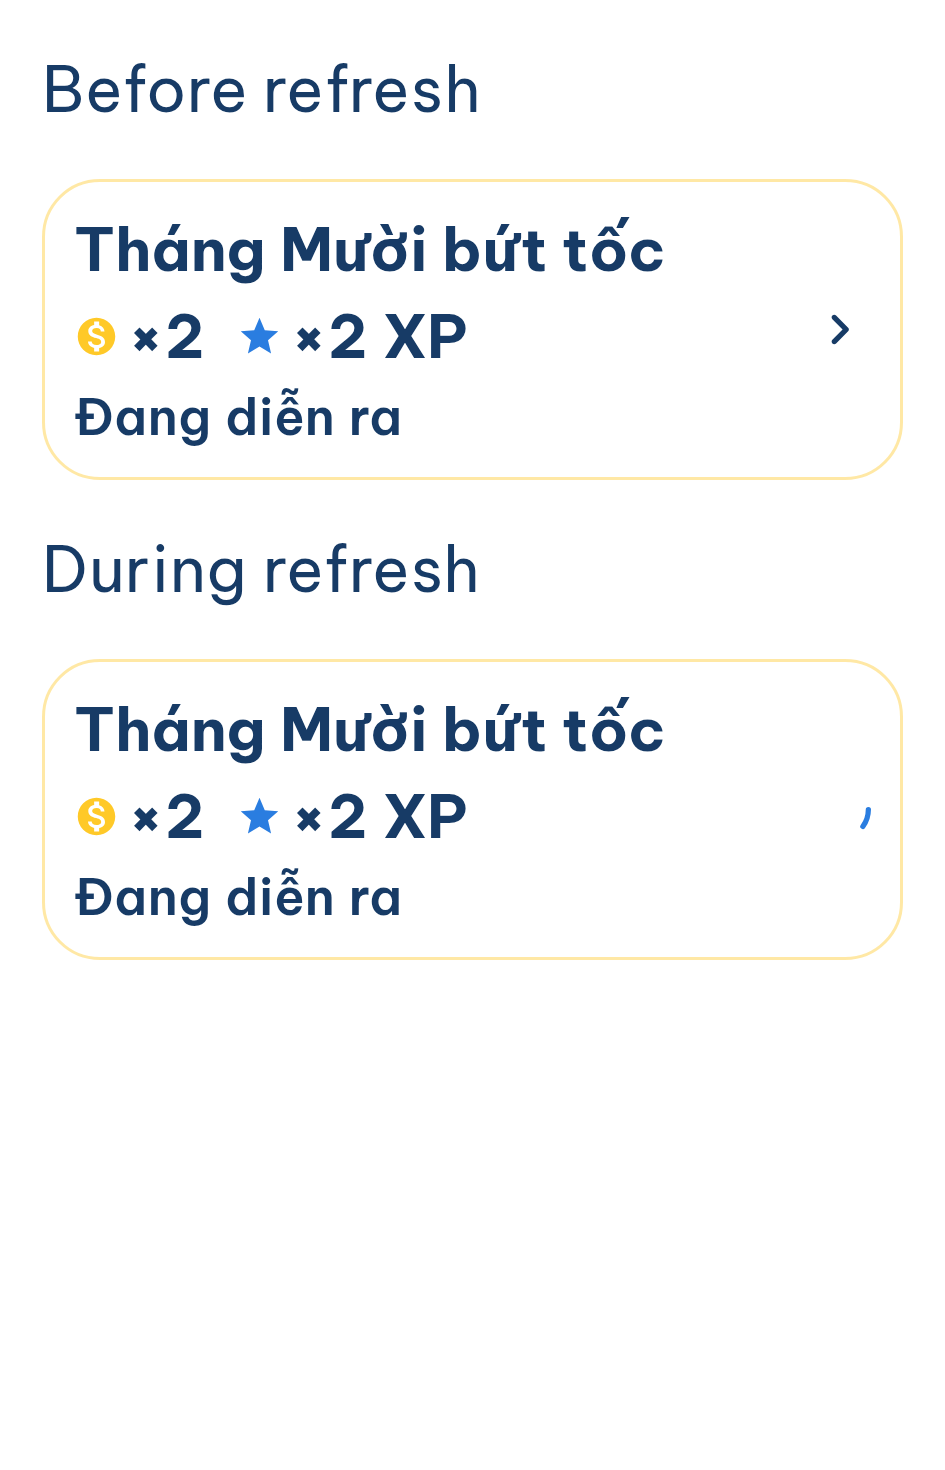 Before refresh
Tháng Mười bứt tốc
×2 ×2 XP
Đang diễn ra
During refresh
Tháng Mười bứt tốc
×2 ×2 XP
Đang diễn ra